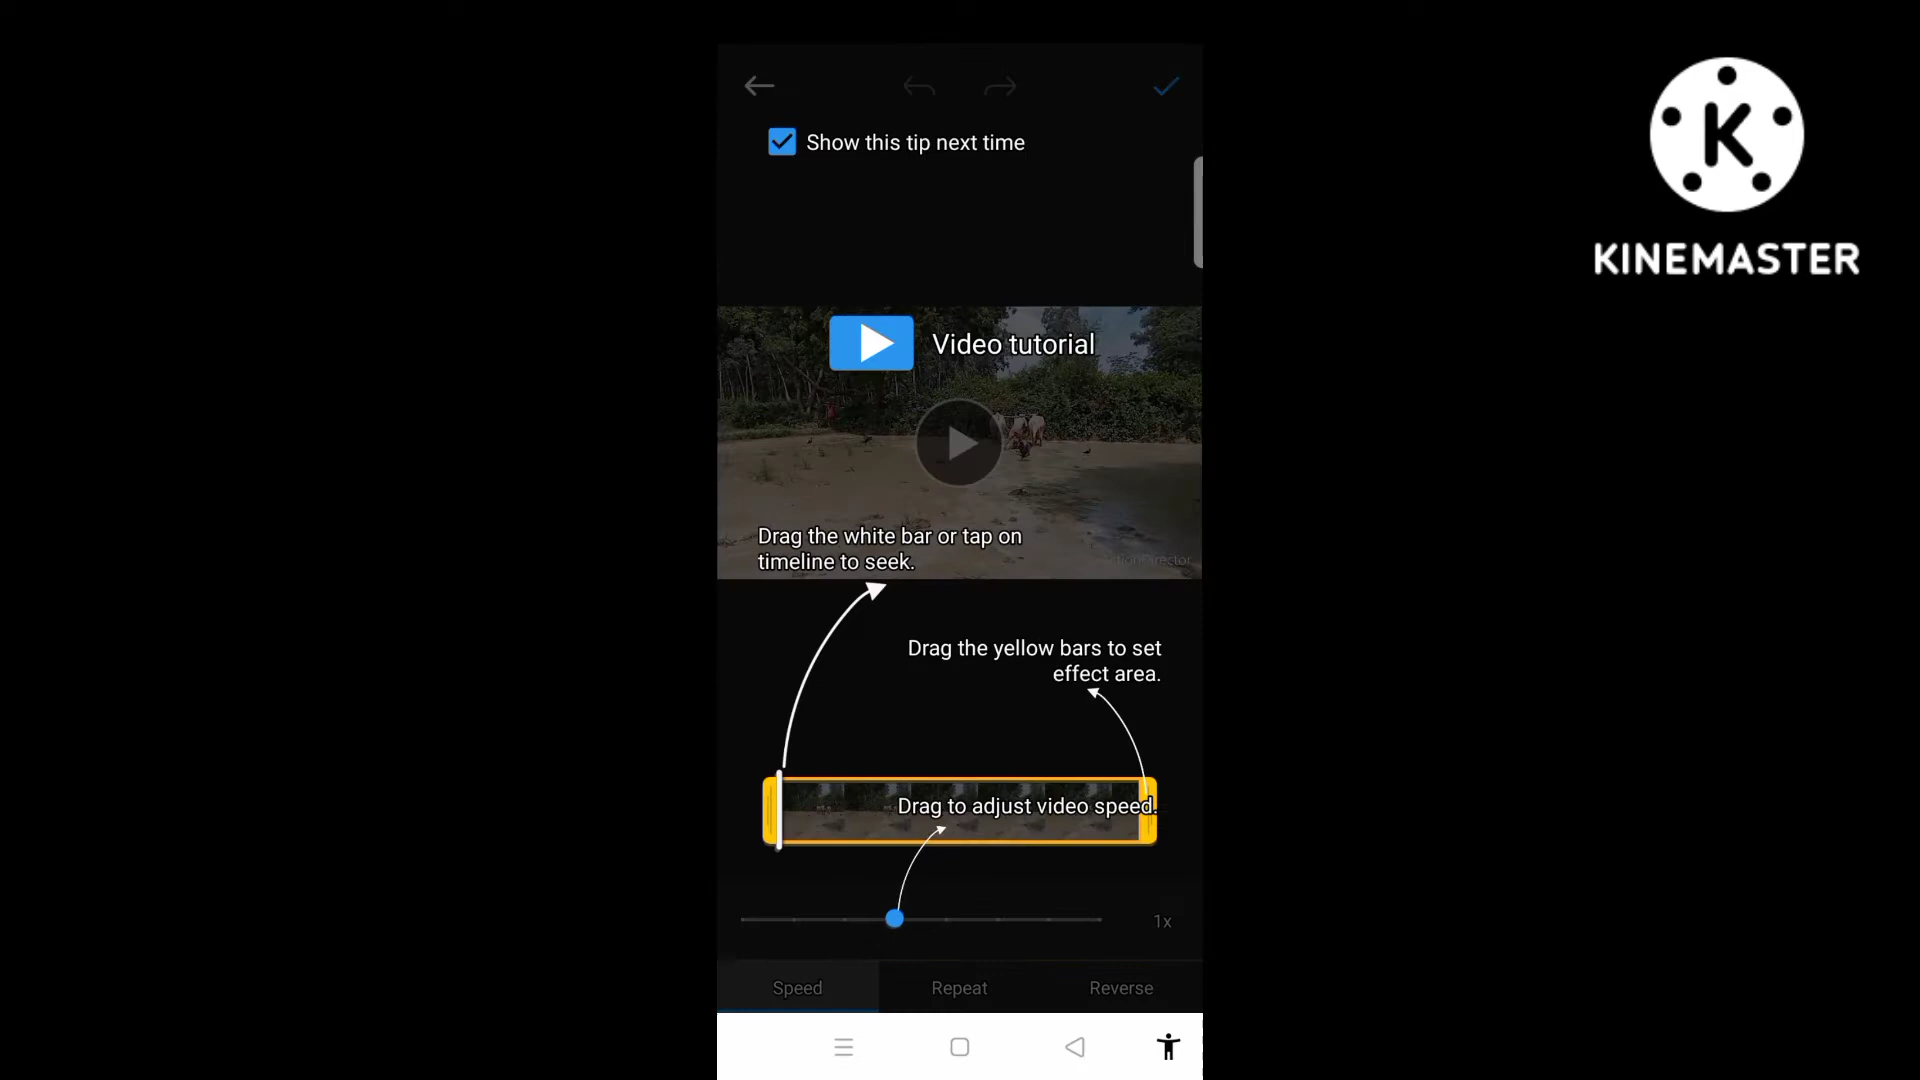 Show this tip next time
K
KINEMASTER
Video tutorial
Drag the white bar or tap on
timeline to seek.
Drag the yellow bars to set
effect area.
Drag to adjust video speed.
1x
Speed
Repeat
Reverse